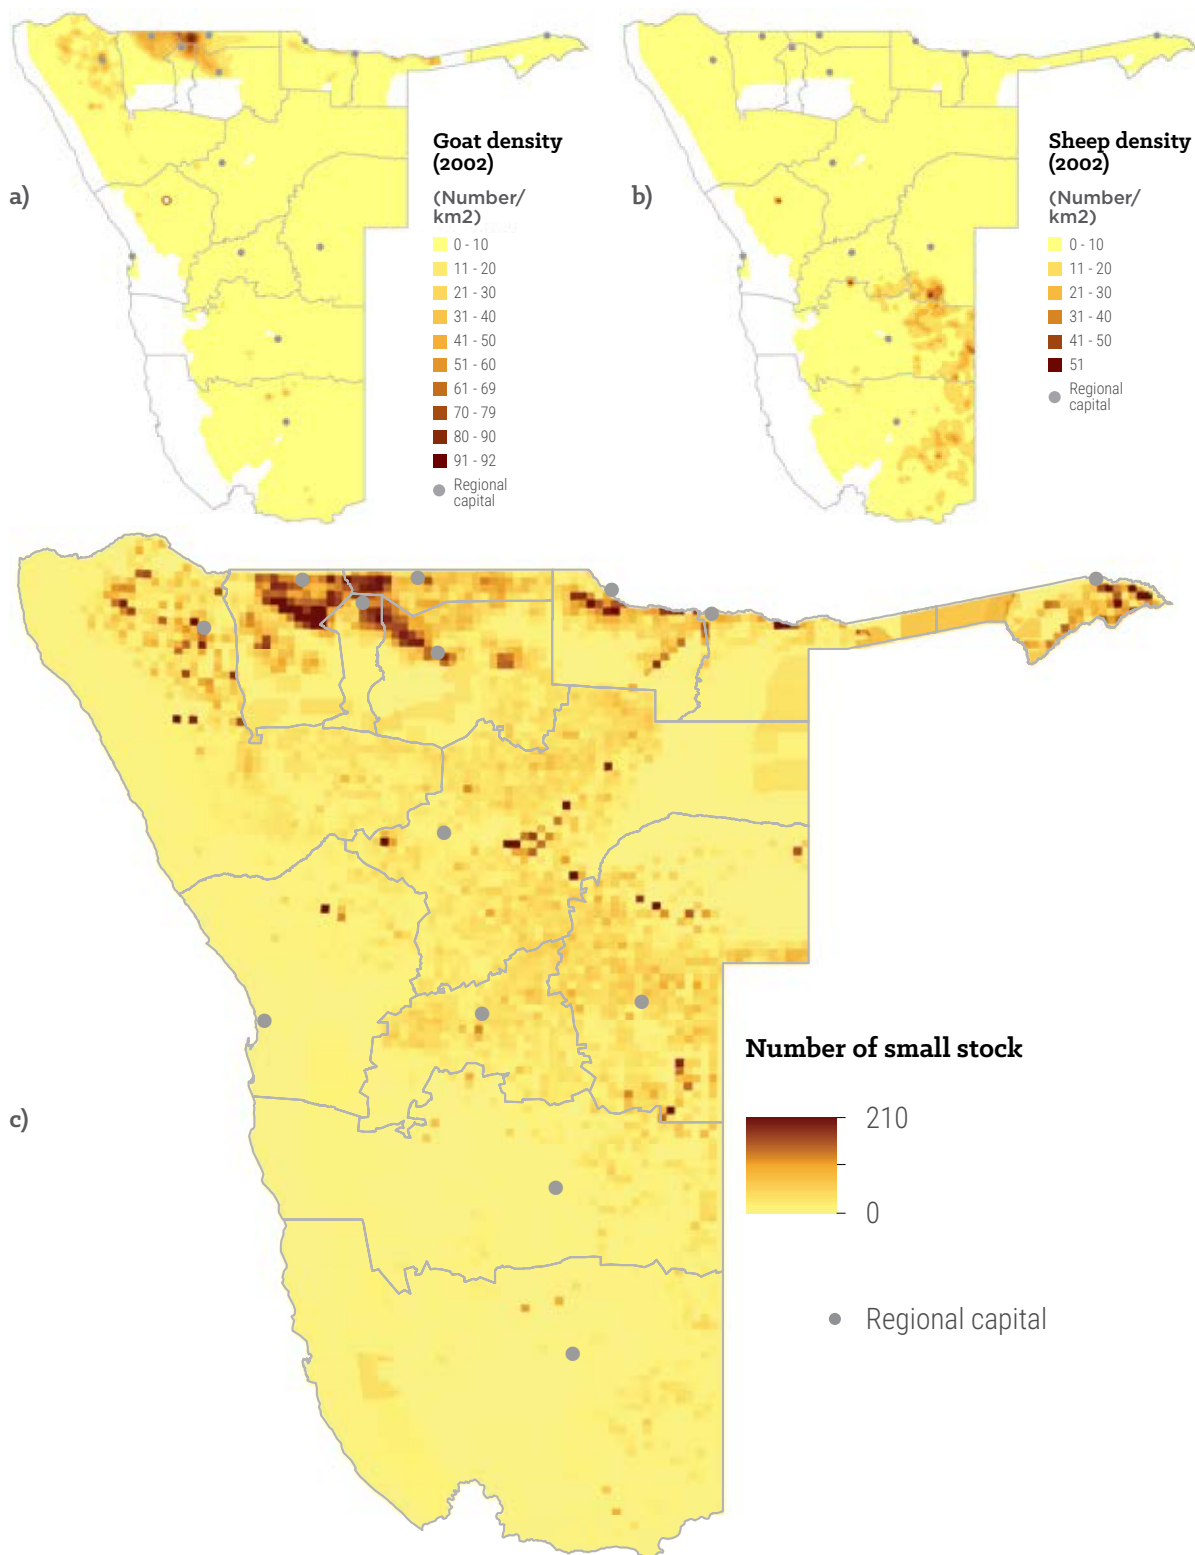 a)
Goat density
(2002)
(Number/
km2)
0 - 10
11 - 20
21 - 30
31 - 40
41 - 50
51 - 60
61 - 69
70 - 79
80 - 90
91 - 92
Regional
capital
b)
Sheep density
(2002)
(Number/
km2)
0 - 10
11 - 20
21 - 30
31 - 40
41 - 50
51
Regional
capital
c)
Number of small stock
210
0
Regional capital